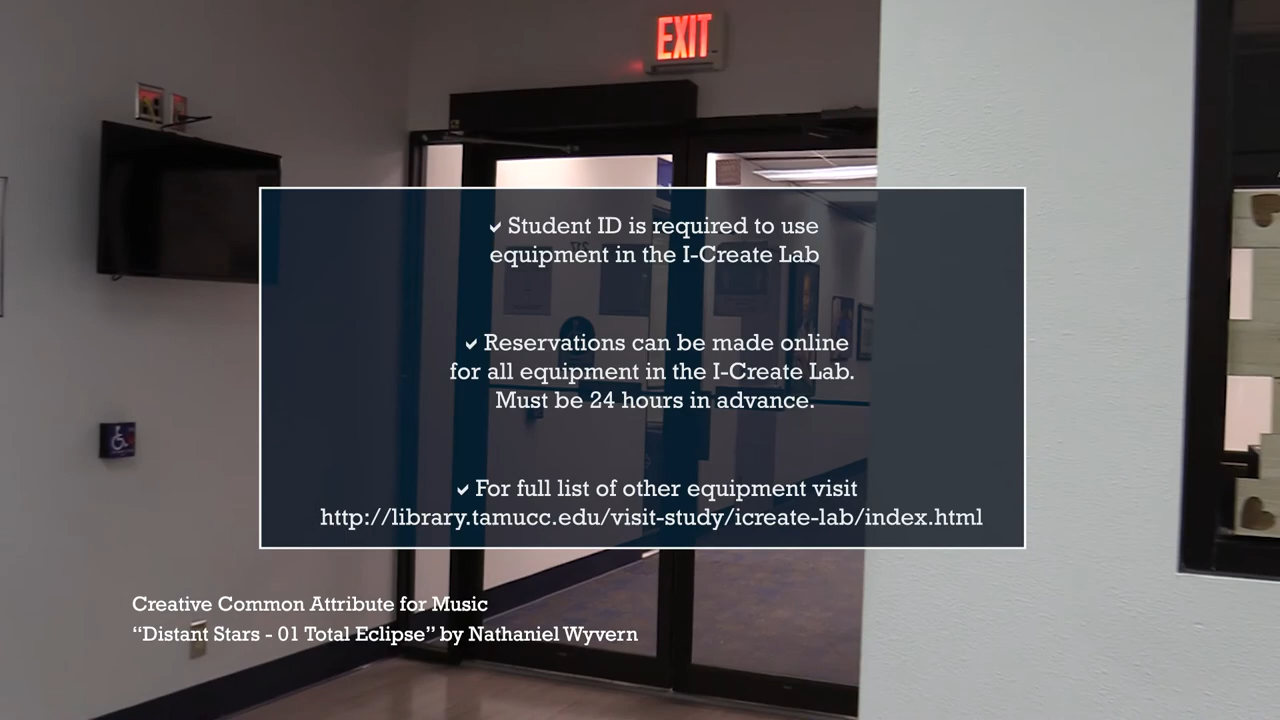 EXIT
✓ Student ID is required to use
equipment in the I-Create Lab
✓ Reservations can be made online
for all equipment in the I-Create Lab.
Must be 24 hours in advance.
✓ For full list of other equipment visit
http://library.tamucc.edu/visit-study/icreate-lab/index.html
Creative Common Attribute for Music
“Distant Stars - 01 Total Eclipse” by Nathaniel Wyvern